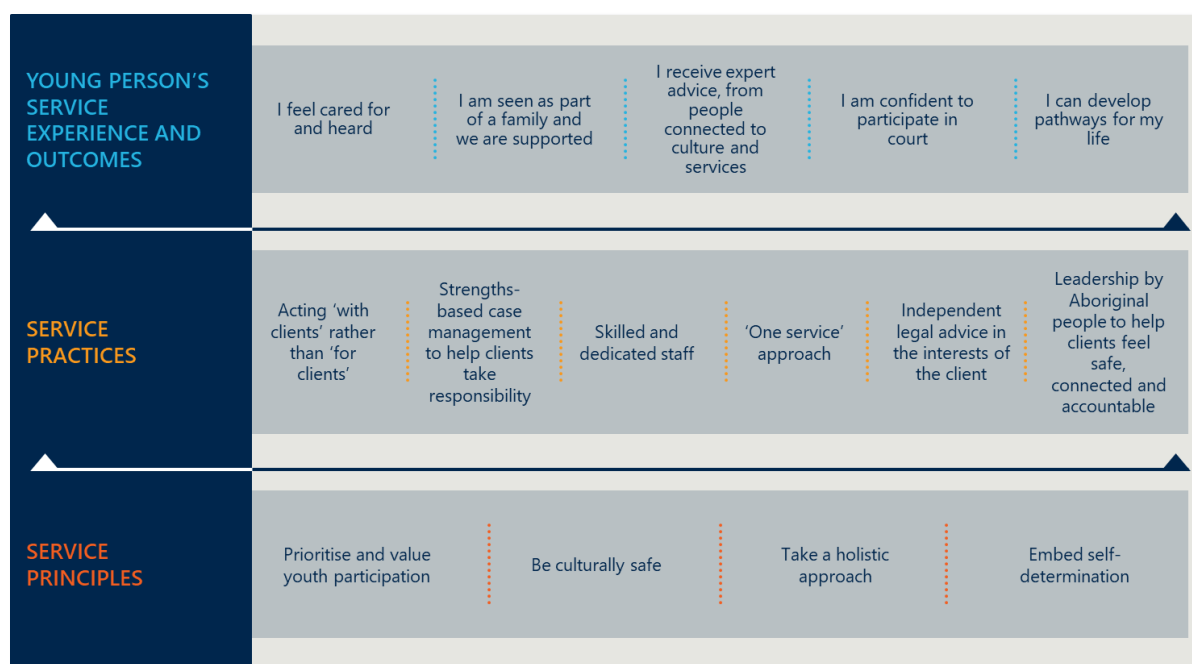 YOUNG PERSON’S
SERVICE
EXPERIENCE AND
OUTCOMES
I feel cared for
and heard
I am seen as part
of a family and
we are supported
I receive expert
advice, from
people
connected to
culture and
services
I am confident to
participate in
court
I can develop
pathways for my
life
SERVICE
PRACTICES
Acting ‘with
clients’ rather
than ‘for
clients’
Strengths-
based case
management
to help clients
take
responsibility
Skilled and
dedicated staff
‘One service’
approach
Independent
legal advice in
the interests of
the client
Leadership by
Aboriginal
people to help
clients feel
safe,
connected and
accountable
SERVICE
PRINCIPLES
Prioritise and value
youth participation
Be culturally safe
Take a holistic
approach
Embed self-
determination